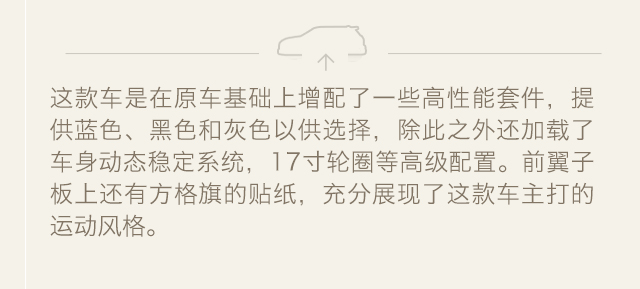 这款车是在原车基础上增配了一些高性能套件，提
供蓝色、黑色和灰色以供选择，除此之外还加载了
车身动态稳定系统，17寸轮圈等高级配置。前翼子
板上还有方格旗的贴纸，充分展现了这款车主打的
运动风格。